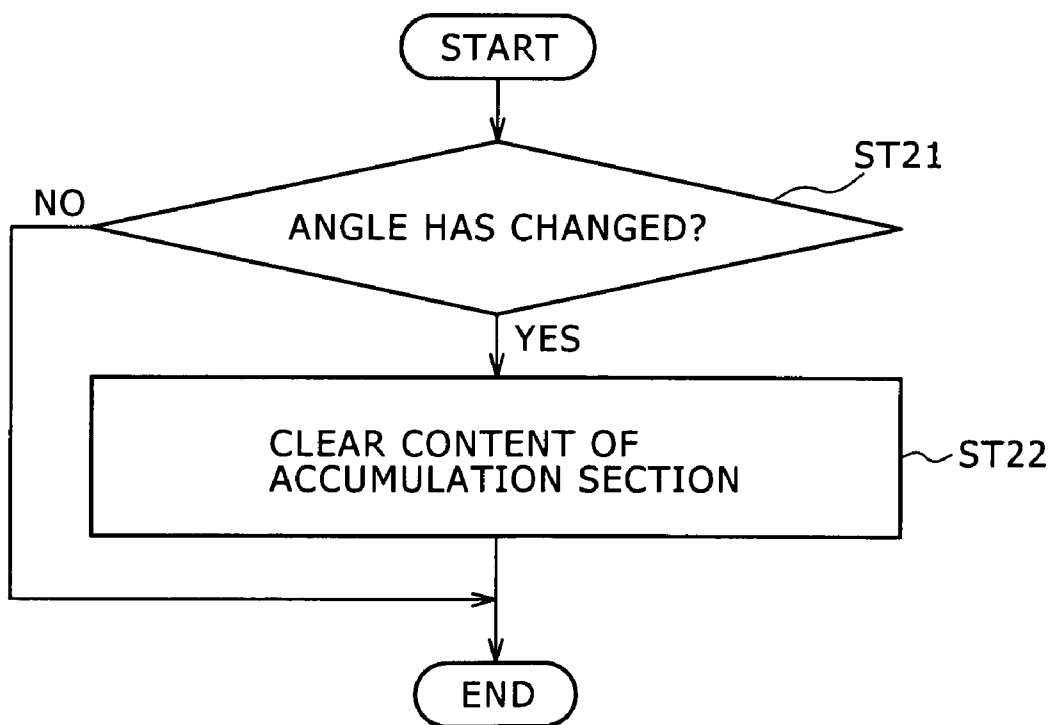 START
ST21
NO
ANGLE HAS CHANGED?
YES
CLEAR CONTENT OF
ACCUMULATION SECTION
ST22
END